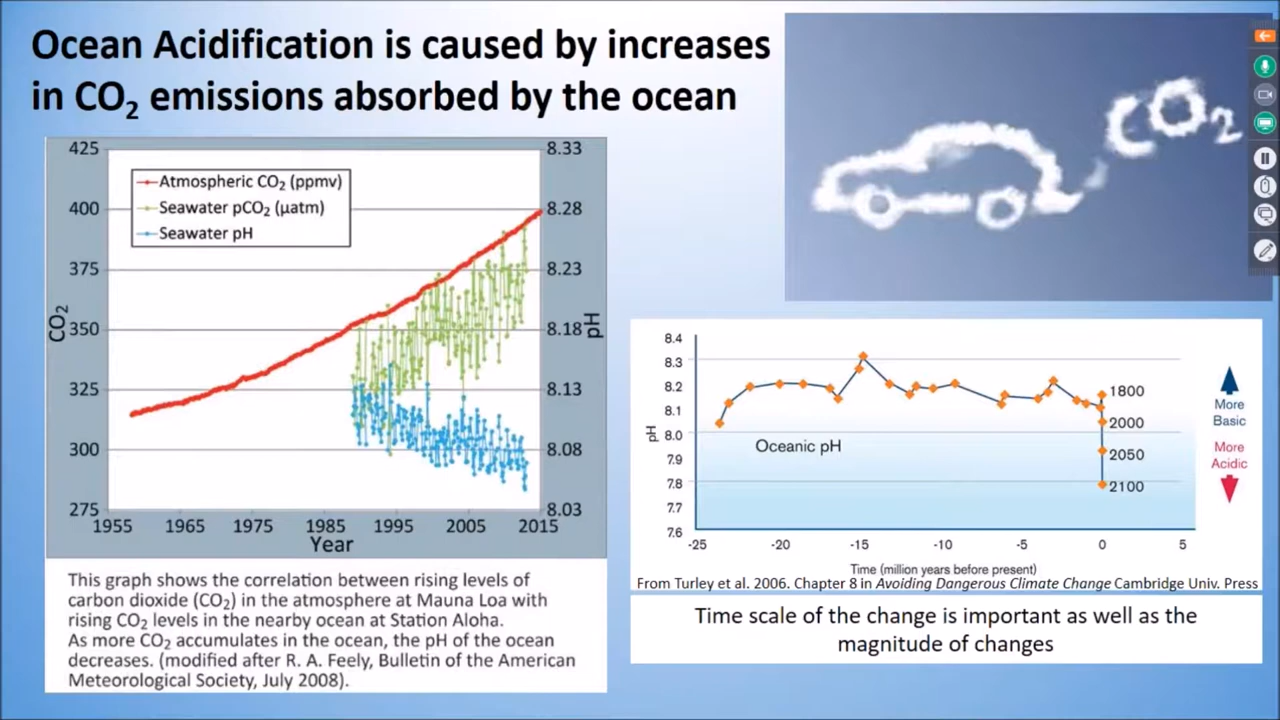 Ocean Acidification is caused by increases
in CO₂ emissions absorbed by the ocean
CO₂
425
400
375
350
325
300
275
CO₂
Atmospheric CO₂ (ppmv)
Seawater pCO₂ (µatm)
Seawater pH
8.33
8.28
8.23
8.18
8.13
8.08
8.03
pH
1955 1965 1975 1985 1995 2005 2015
Year
This graph shows the correlation between rising levels of
carbon dioxide (CO₂) in the atmosphere at Mauna Loa with
rising CO₂ levels in the nearby ocean at Station Aloha.
As more CO₂ accumulates in the ocean, the pH of the ocean
decreases. (modified after R. A. Feely, Bulletin of the American
Meteorological Society, July 2008).
8.4
8.3
8.2
8.1
8.0
7.9
7.8
7.7
7.6
pH
Oceanic pH
1800
2000
2050
2100
More
Basic
More
Acidic
-25 -20 -15 -10 -5 0 5
Time (million years before present)
From Turley et al. 2006. Chapter 8 in Avoiding Dangerous Climate Change Cambridge Univ. Press
Time scale of the change is important as well as the
magnitude of changes